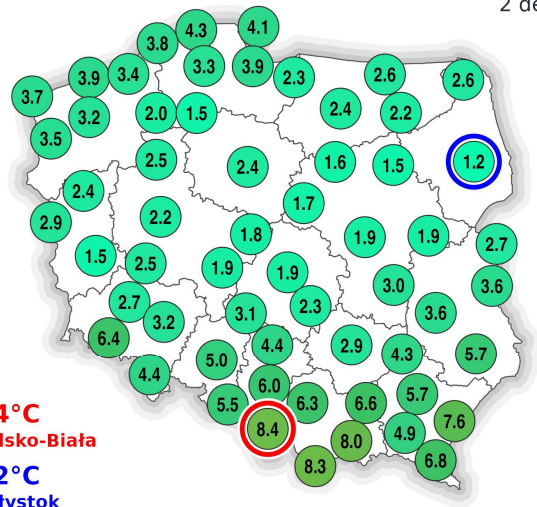 2 de
4.3 4.1
3.8
3.9 3.4 3.3 3.9 2.3 2.6 2.6
3.7
3.2 2.0 1.5 2.4 2.2
3.5
2.5 2.4 1.6 1.5 1.2
2.4
2.9 2.2 1.7
1.8 1.9 1.9 2.7
1.5 2.5 1.9 1.9
3.0 3.6
2.7 3.2 3.1 2.3 3.6
6.4
4.4 2.9 4.3 5.7
5.0
4.4
6.0
5.5 6.3 6.6 5.7
8.4 8.0 4.9 7.6
8.3 6.8
4°C
lsko-Biała
2°C
łystok